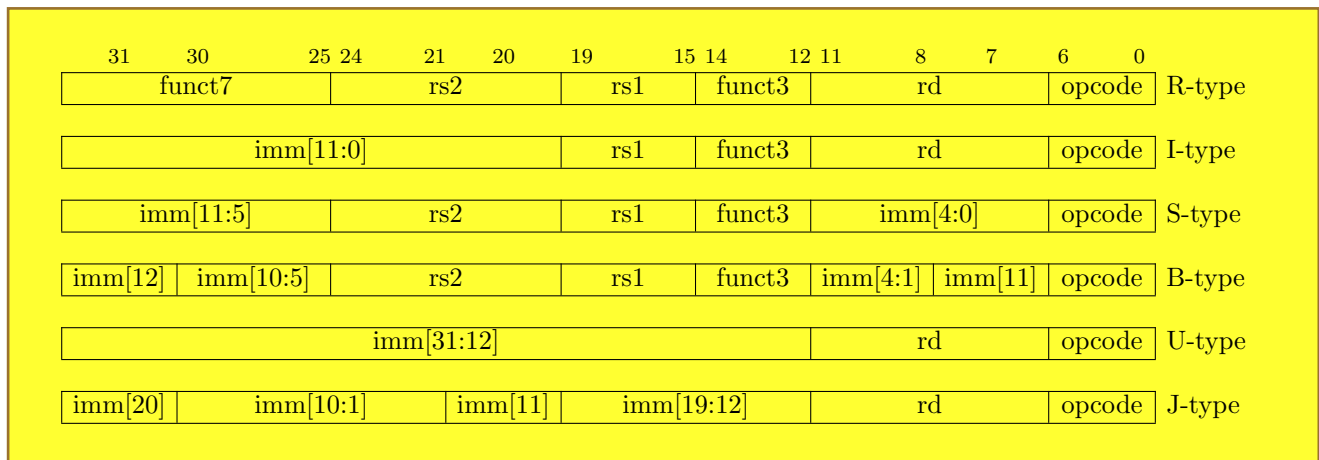 31 30 25 24 21 20 19 15 14 12 11 8 7 6 0
funct7 rs2 rs1 funct3 rd opcode R-type
imm[11:0] rs1 funct3 rd opcode I-type
imm[11:5] rs2 rs1 funct3 imm[4:0] opcode S-type
imm[12] imm[10:5] rs2 rs1 funct3 imm[4:1] imm[11] opcode B-type
imm[31:12] rd opcode U-type
imm[20] imm[10:1] imm[11] imm[19:12] rd opcode J-type